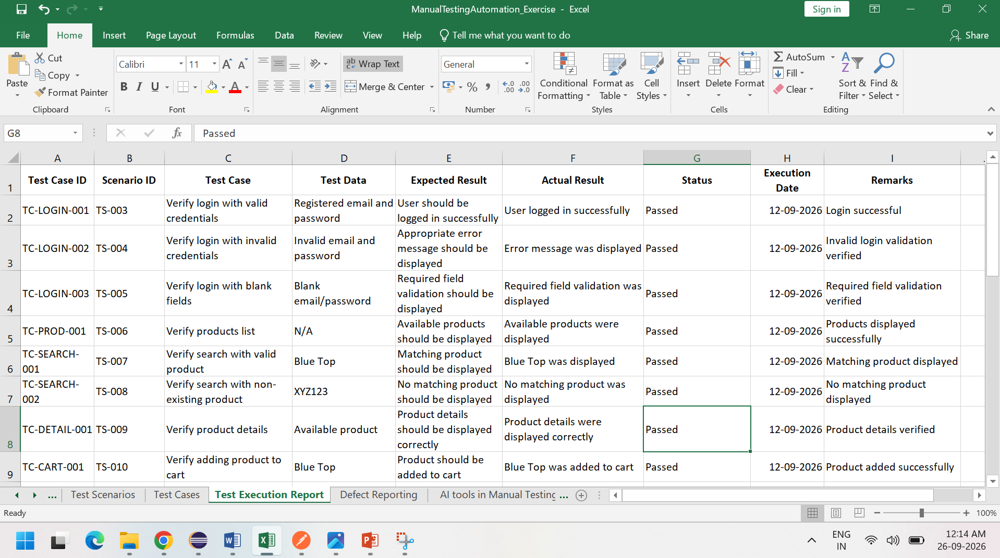 ManualTestingAutomation_Exercise - Excel
Sign in
File Home Insert Page Layout Formulas Data Review View Help Tell me what you want to do Share
Paste
Cut
Copy
Format Painter
Clipboard
Calibri 11
B I U
Font
Wrap Text
Merge & Center
Alignment
General
Number
Conditional Formatting
Format as Table
Cell Styles
Styles
Insert Delete Format
Cells
AutoSum
Fill
Clear
Sort & Filter
Find & Select
Editing
G8 fx Passed
A B C D E F G H I
1 Test Case ID Scenario ID Test Case Test Data Expected Result Actual Result Status Execution Date Remarks
2 TC-LOGIN-001 TS-003 Verify login with valid credentials Registered email and password User should be logged in successfully User logged in successfully Passed 12-09-2026 Login successful
3 TC-LOGIN-002 TS-004 Verify login with invalid credentials Invalid email and password Appropriate error message should be displayed Error message was displayed Passed 12-09-2026 Invalid login validation verified
4 TC-LOGIN-003 TS-005 Verify login with blank fields Blank email/password Required field validation should be displayed Required field validation was displayed Passed 12-09-2026 Required field validation verified
5 TC-PROD-001 TS-006 Verify products list N/A Available products should be displayed Available products were displayed Passed 12-09-2026 Products displayed successfully
6 TC-SEARCH-001 TS-007 Verify search with valid product Blue Top Matching product should be displayed Blue Top was displayed Passed 12-09-2026 Matching product displayed
7 TC-SEARCH-002 TS-008 Verify search with non-existing product XYZ123 No matching product should be displayed No matching product was displayed Passed 12-09-2026 No matching product displayed
8 TC-DETAIL-001 TS-009 Verify product details Available product Product details should be displayed correctly Product details were displayed correctly Passed 12-09-2026 Product details verified
9 TC-CART-001 TS-010 Verify adding product to cart Blue Top Product should be added to cart Blue Top was added to cart Passed 12-09-2026 Product added successfully
... Test Scenarios Test Cases Test Execution Report Defect Reporting AI tools in Manual Testing ...
Ready
100%
ENG
IN
12:14 AM
26-09-2026